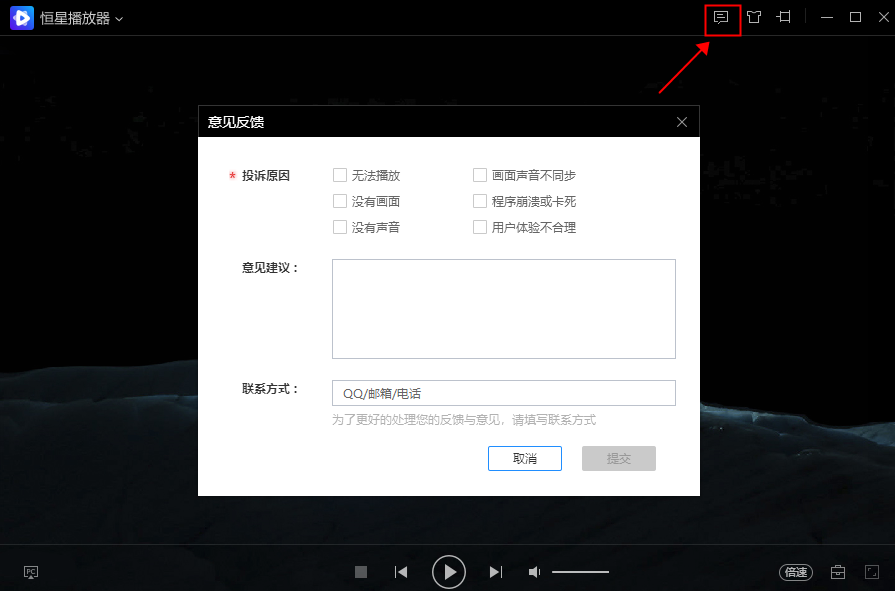 恒星播放器
意见反馈
* 投诉原因
无法播放
画面声音不同步
没有画面
程序崩溃或卡死
没有声音
用户体验不合理
意见建议：
联系方式：
QQ/邮箱/电话
为了更好的处理您的反馈与意见，请填写联系方式
取消
提交
PC
倍速